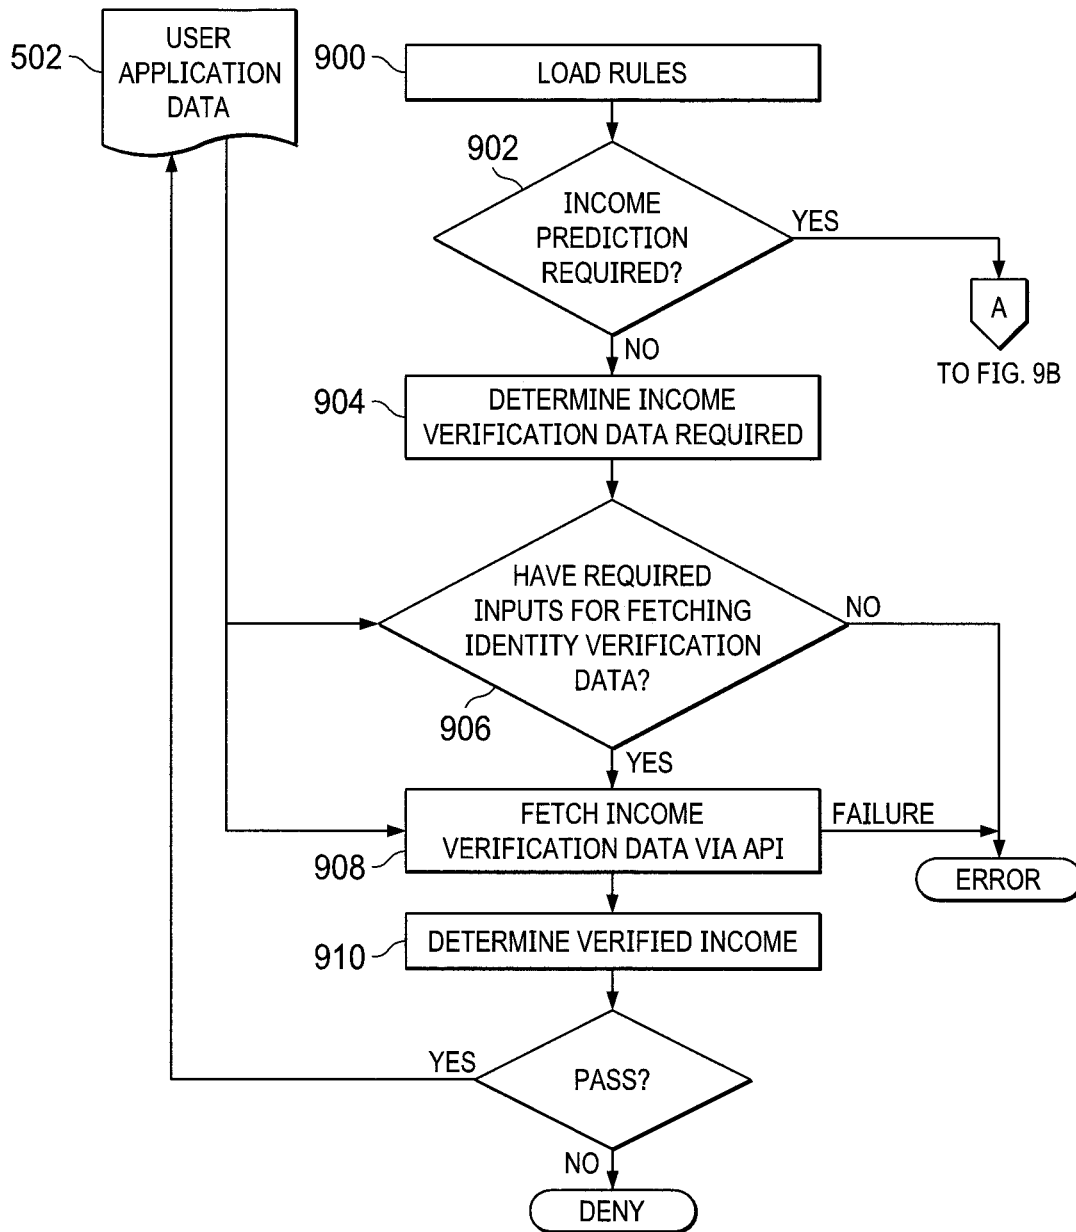 502
USER
APPLICATION
DATA
900
LOAD RULES
902
INCOME
PREDICTION
REQUIRED?
YES
A
TO FIG. 9B
NO
904
DETERMINE INCOME
VERIFICATION DATA REQUIRED
HAVE REQUIRED
INPUTS FOR FETCHING
IDENTITY VERIFICATION
DATA?
NO
906
YES
FETCH INCOME
VERIFICATION DATA VIA API
908
FAILURE
ERROR
910
DETERMINE VERIFIED INCOME
YES
PASS?
NO
DENY